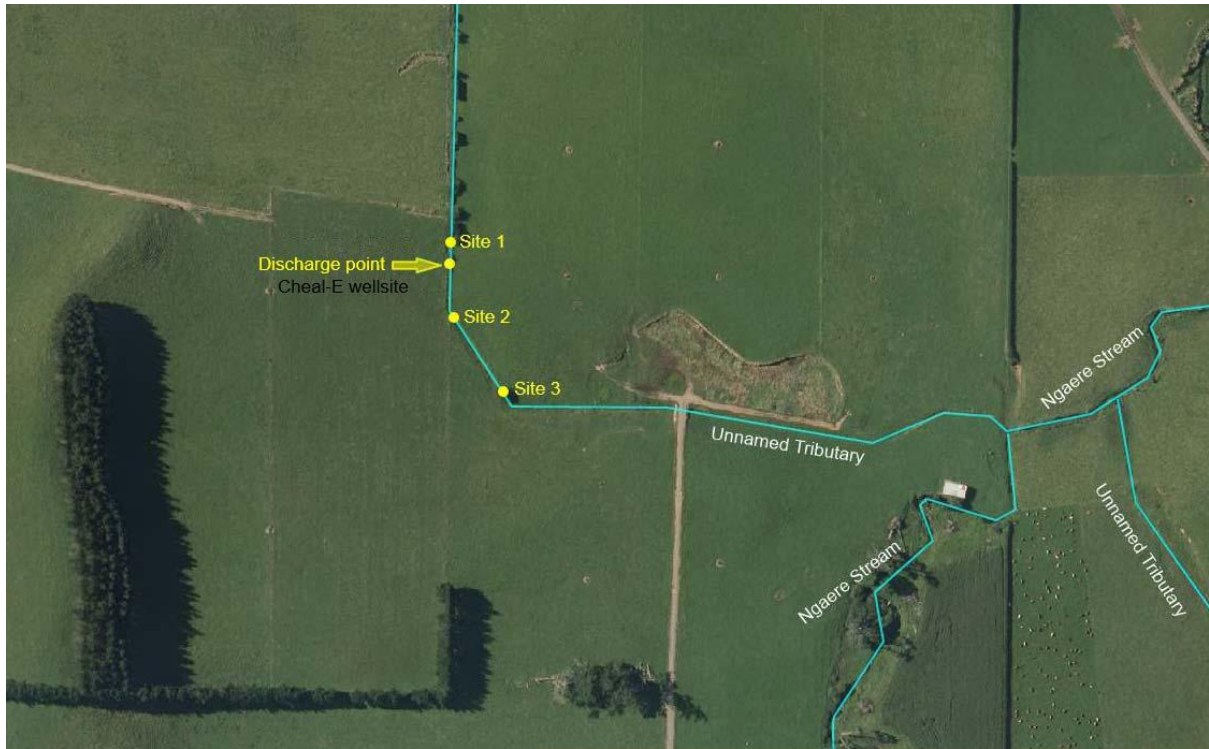 Site 1
Discharge point
Cheal-E wellsite
Site 2
Ngaere Stream
Site 3
Unnamed Tributary
Unnamed Tributary
Ngaere Stream